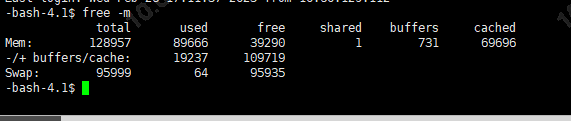 -bash-4.1$ free -m
total used free shared buffers cached
Mem: 128957 89666 39290 1 731 69696
-/+ buffers/cache: 19237 109719
Swap: 95999 64 95935
-bash-4.1$